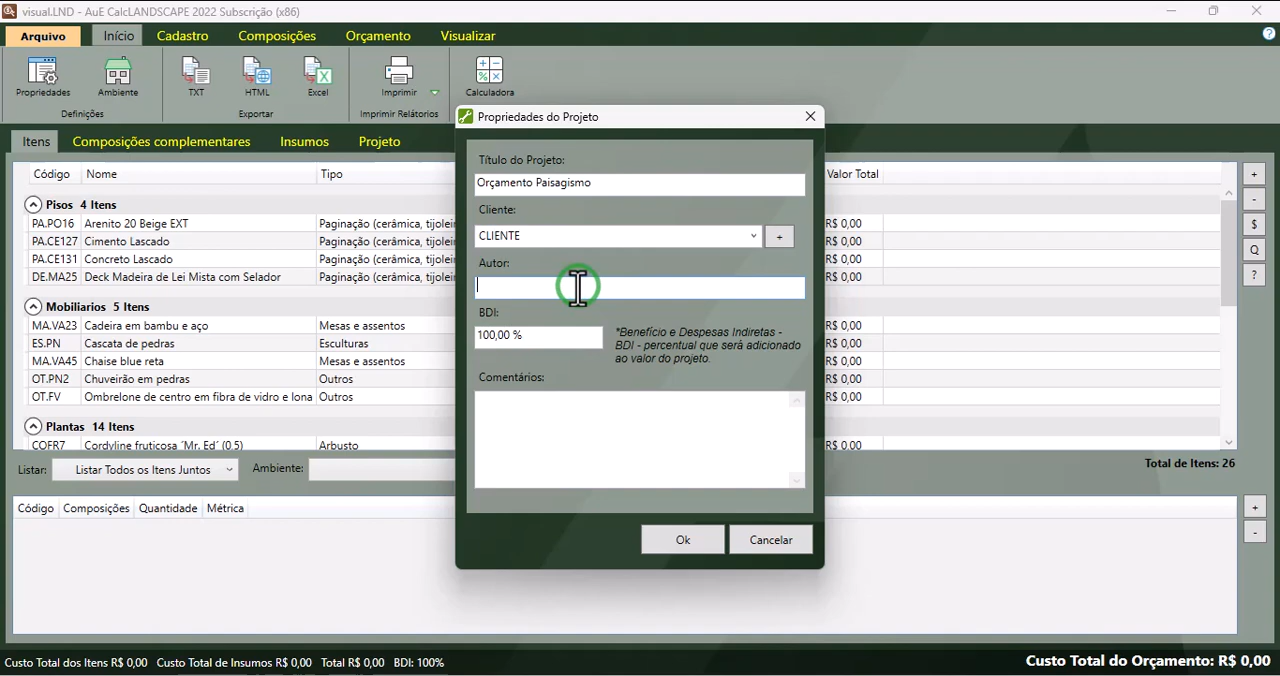 visual.LND - AuE CalcLANDSCAPE 2022 Subscrição (x86)
Arquivo Início Cadastro Composições Orçamento Visualizar
Propriedades Ambiente TXT HTML Excel Imprimir Calculadora
Definições Exportar Imprimir Relatórios
Propriedades do Projeto
Itens Composições complementares Insumos Projeto
Código Nome Tipo Valor Total
Pisos 4 Itens
PA.PO16 Arenito 20 Beige EXT Paginação (cerâmica, tijolei R$ 0,00
PA.CE127 Cimento Lascado Paginação (cerâmica, tijolei R$ 0,00
PA.CE131 Concreto Lascado Paginação (cerâmica, tijolei R$ 0,00
DE.MA25 Deck Madeira de Lei Mista com Selador Paginação (cerâmica, tijolei R$ 0,00
Mobiliarios 5 Itens
MA.VA23 Cadeira em bambu e aço Mesas e assentos R$ 0,00
ES.PN Cascata de pedras Esculturas R$ 0,00
MA.VA45 Chaise blue reta Mesas e assentos R$ 0,00
OT.PN2 Chuveirão em pedras Outros R$ 0,00
OT.FV Ombrelone de centro em fibra de vidro e lona Outros R$ 0,00
Plantas 14 Itens
COFR7 Cordyline fruticosa ´Mr. Ed´ (0.5) Arbusto R$ 0,00
Título do Projeto:
Orçamento Paisagismo
Cliente:
CLIENTE +
Autor:
BDI:
100,00 %
*Benefício e Despesas Indiretas -
BDI - percentual que será adicionado
ao valor do projeto.
Comentários:
Ok Cancelar
+
-
$
Q
?
Listar: Listar Todos os Itens Juntos Ambiente: Total de Itens: 26
Código Composições Quantidade Métrica
+
-
Custo Total dos Itens R$ 0,00 Custo Total de Insumos R$ 0,00 Total R$ 0,00 BDI: 100% Custo Total do Orçamento: R$ 0,00